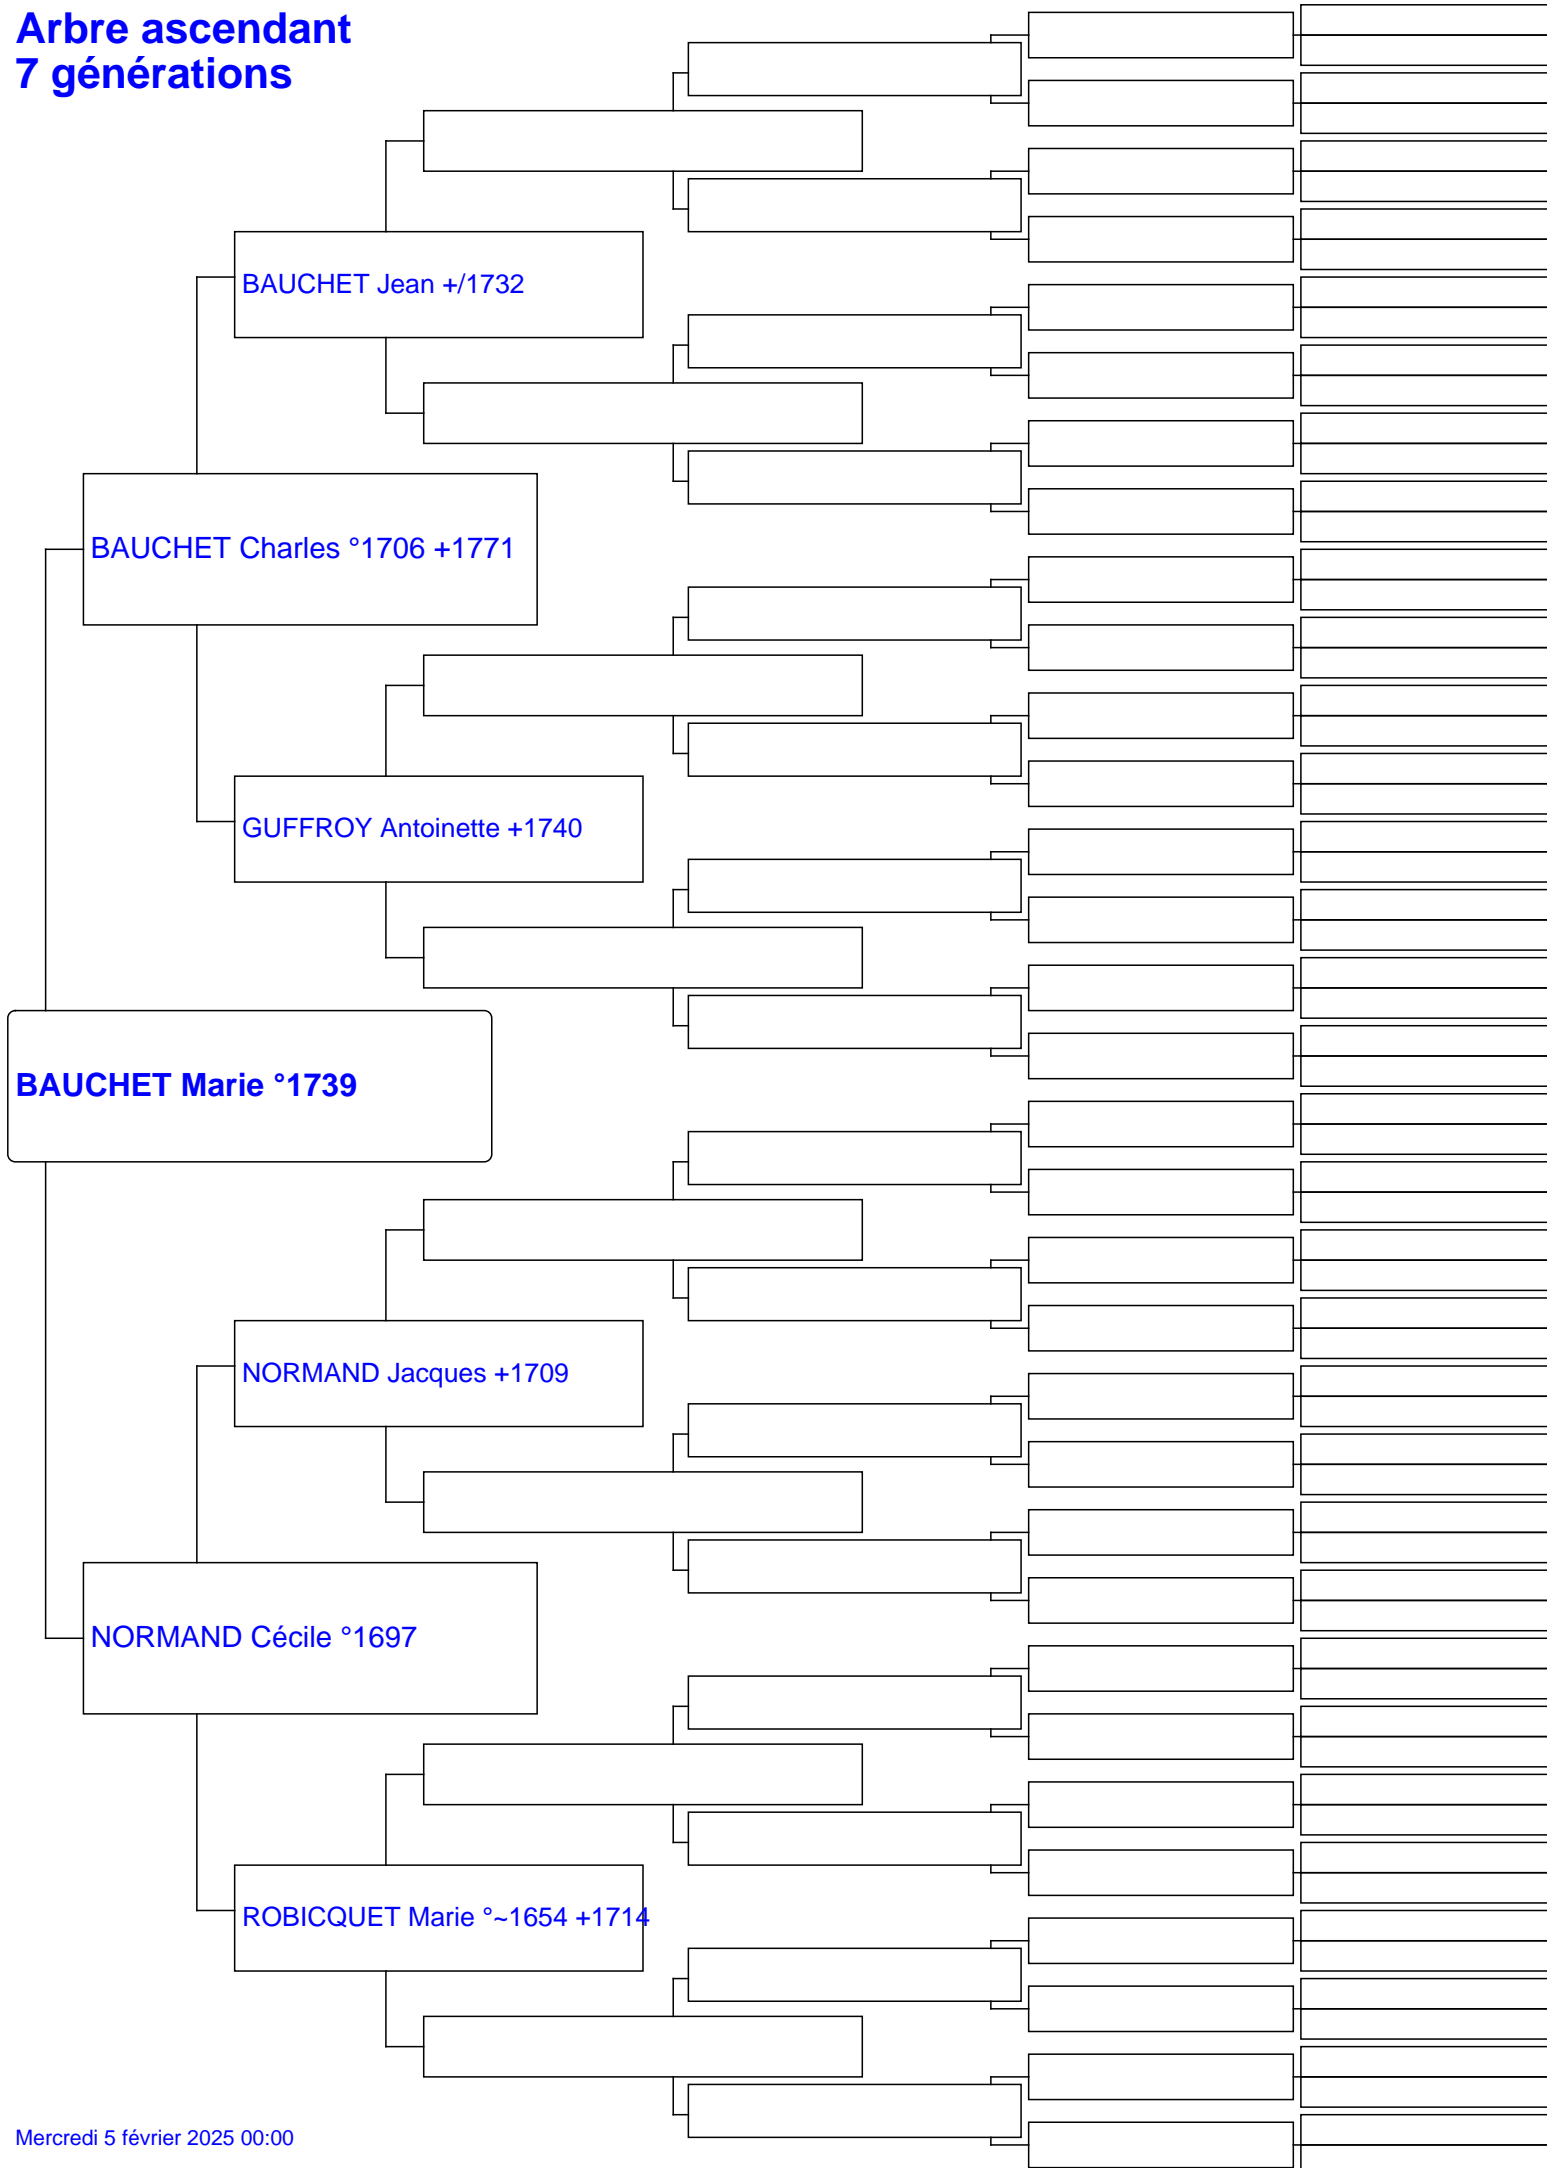 Arbre ascendant
7 générations
BAUCHET Jean +/1732
BAUCHET Charles °1706 +1771
GUFFROY Antoinette +1740
BAUCHET Marie °1739
NORMAND Jacques +1709
NORMAND Cécile °1697
ROBICQUET Marie °~1654 +1714
Mercredi 5 février 2025 00:00